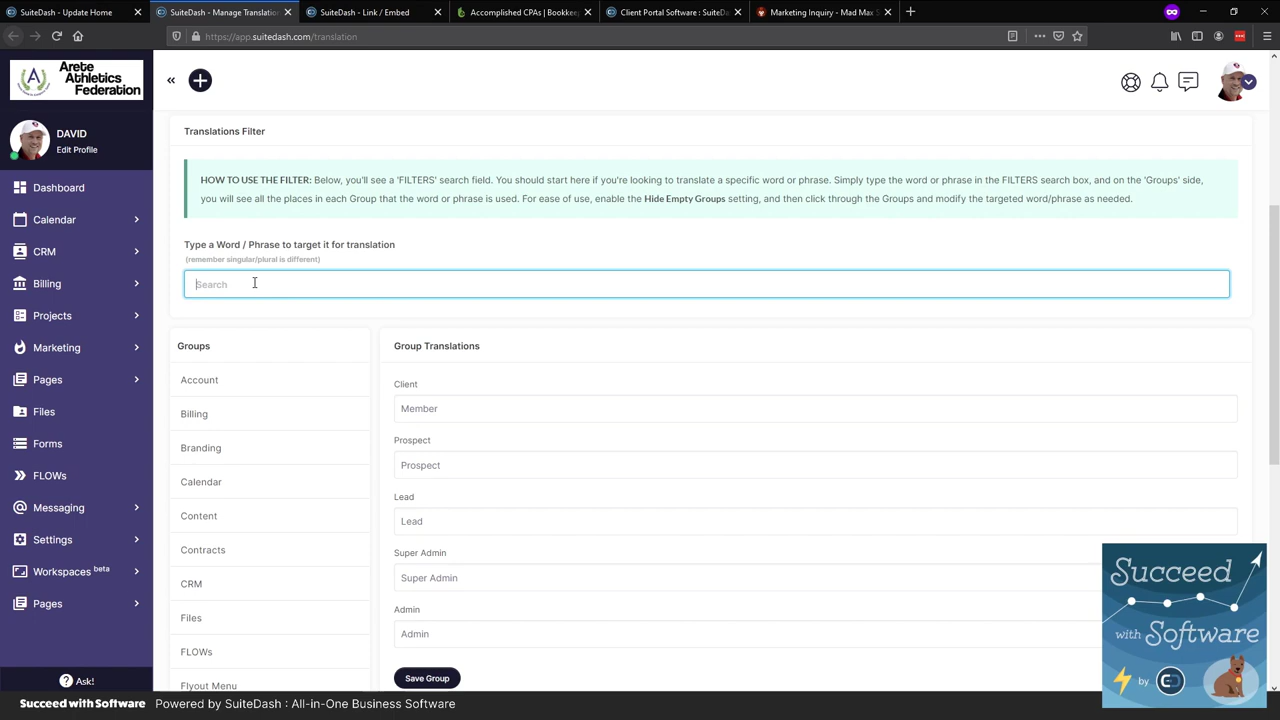 SuiteDash - Update Home
SuiteDash - Manage Translation
SuiteDash - Link / Embed
Accomplished CPAs | Bookkee
Client Portal Software : SuiteD
Marketing Inquiry - Mad Max S
https://app.suitedash.com/translation
Arete
Athletics
Federation
DAVID
Edit Profile
Dashboard
Calendar
CRM
Billing
Projects
Marketing
Pages
Files
Forms
FLOWs
Messaging
Settings
Workspaces beta
Pages
Ask!
Translations Filter
HOW TO USE THE FILTER: Below, you'll see a 'FILTERS' search field. You should start here if you're looking to translate a specific word or phrase. Simply type the word or phrase in the FILTERS search box, and on the 'Groups' side,
you will see all the places in each Group that the word or phrase is used. For ease of use, enable the Hide Empty Groups setting, and then click through the Groups and modify the targeted word/phrase as needed.
Type a Word / Phrase to target it for translation
(remember singular/plural is different)
Search
Groups
Account
Billing
Branding
Calendar
Content
Contracts
CRM
Files
FLOWs
Flyout Menu
Group Translations
Client
Member
Prospect
Prospect
Lead
Lead
Super Admin
Super Admin
Admin
Admin
Save Group
Succeed
with Software
by
Succeed with Software Powered by SuiteDash : All-in-One Business Software